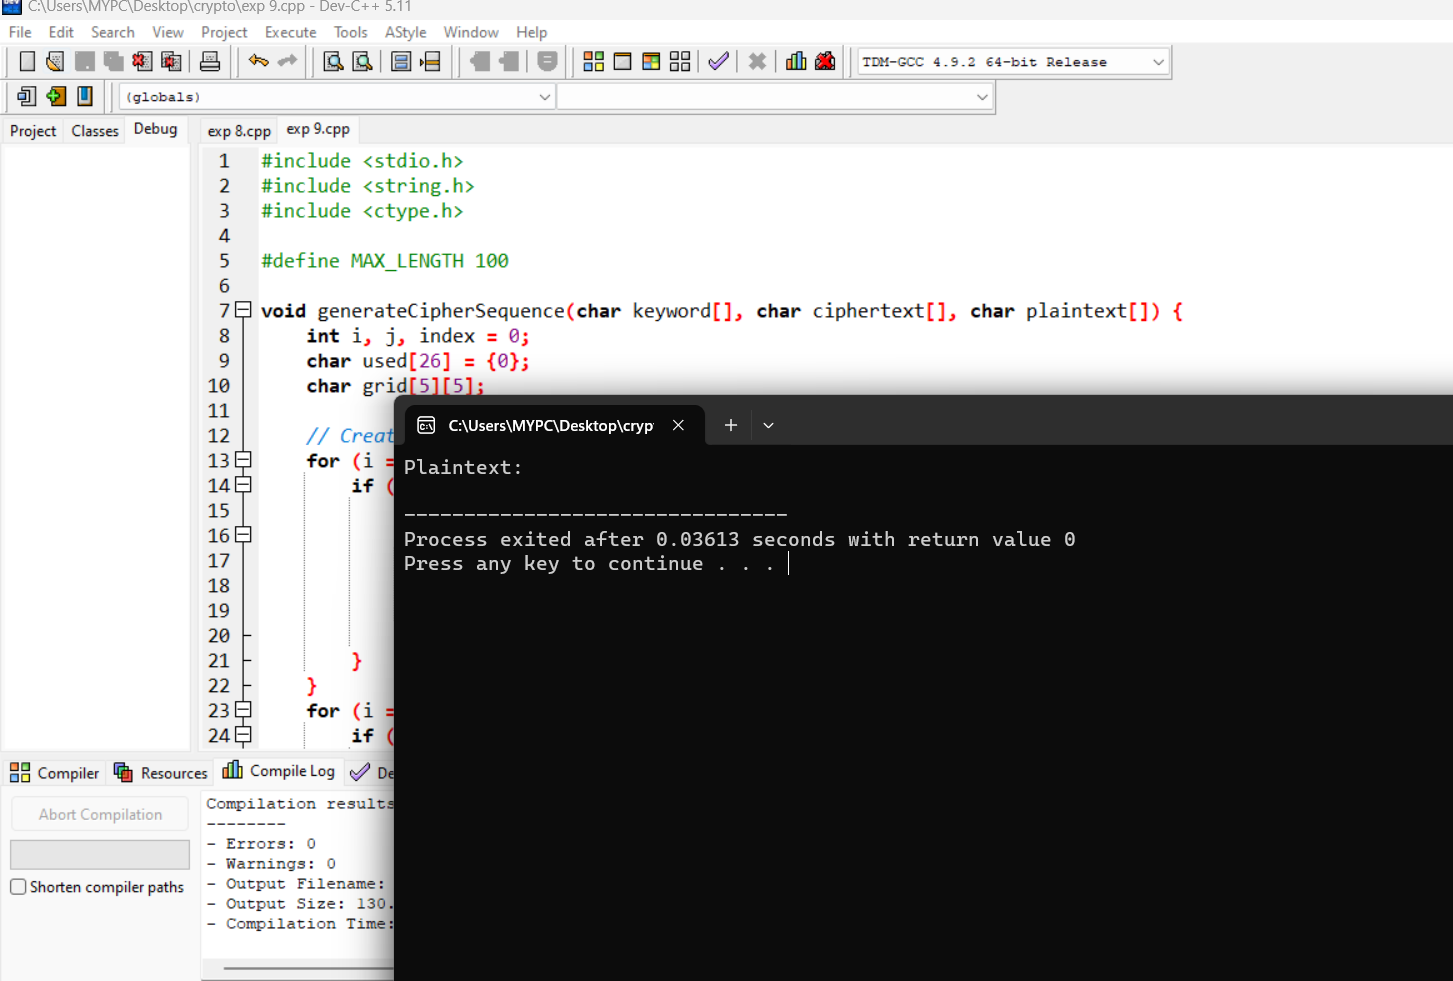 C:\Users\MYPC\Desktop\crypto\exp 9.cpp - Dev-C++ 5.11
File Edit Search View Project Execute Tools AStyle Window Help
TDM-GCC 4.9.2 64-bit Release
(globals)
Project Classes Debug exp 8.cpp exp 9.cpp
1 #include <stdio.h>
2 #include <string.h>
3 #include <ctype.h>
4
5 #define MAX_LENGTH 100
6
7 void generateCipherSequence(char keyword[], char ciphertext[], char plaintext[]) {
8 int i, j, index = 0;
9 char used[26] = {0};
10 char grid[5][5];
11
12 // Creat
13 for (i =
14 if (
15
16
17
18
19
20
21 }
22 }
23 for (i =
24 if (
C:\Users\MYPC\Desktop\cryp
Plaintext:
--------------------------------
Process exited after 0.03613 seconds with return value 0
Press any key to continue . . .
Compiler Resources Compile Log De
Abort Compilation
Shorten compiler paths
Compilation results
--------
- Errors: 0
- Warnings: 0
- Output Filename:
- Output Size: 130.
- Compilation Time: